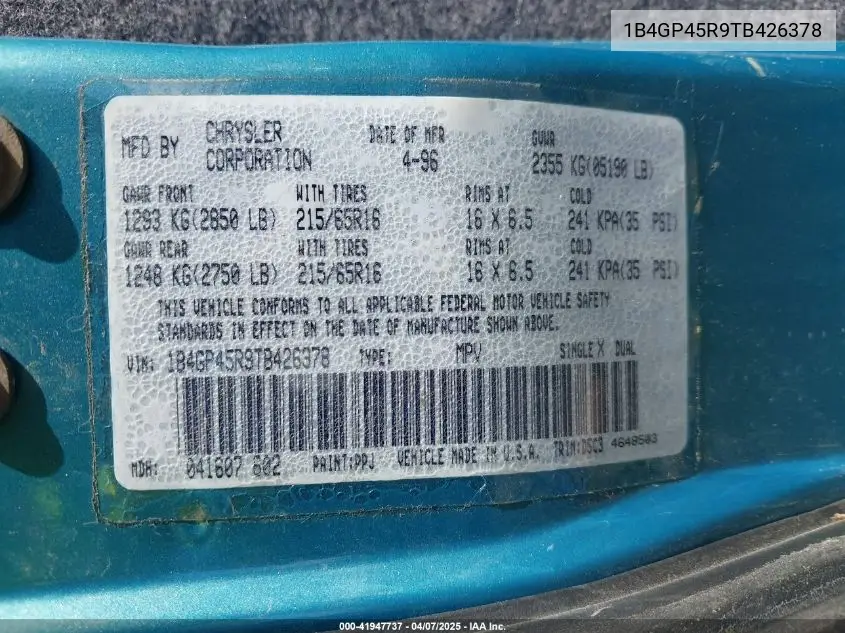 1B4GP45R9TB426378
MFD BY CHRYSLER CORPORATION DATE OF MFR 4-96 GVWR 2355 KG(05190 LB)
GAWR FRONT WITH TIRES RIMS AT COLD
1293 KG(2850 LB) 215/65R16 16 X 6.5 241 KPA(35 PSI)
GAWR REAR WITH TIRES RIMS AT COLD
1248 KG(2750 LB) 215/65R16 16 X 6.5 241 KPA(35 PSI)
THIS VEHICLE CONFORMS TO ALL APPLICABLE FEDERAL MOTOR VEHICLE SAFETY
STANDARDS IN EFFECT ON THE DATE OF MANUFACTURE SHOWN ABOVE.
VIN: 1B4GP45R9TB426378 TYPE: MPV SINGLE X DUAL
MDH: 041607 602 PAINT:PPJ VEHICLE MADE IN U.S.A. TRIM:DSC3 4648503
000-41947737 - 04/07/2025 - IAA Inc.